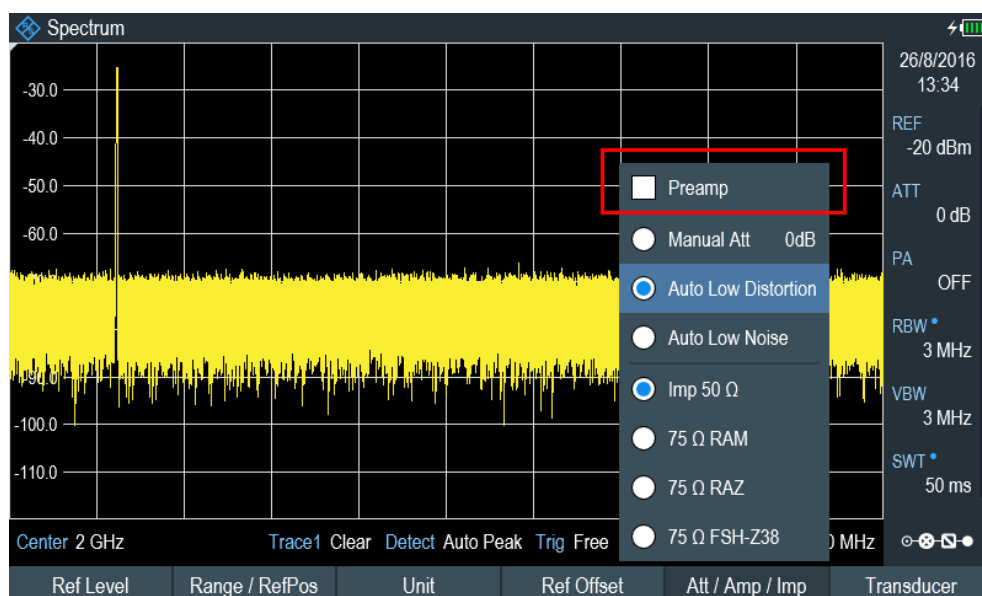 Spectrum
26/8/2016
13:34
-30.0
-40.0
-50.0
-60.0
-90.0
-100.0
-110.0
REF
-20 dBm
ATT
0 dB
PA
OFF
RBW
3 MHz
VBW
3 MHz
SWT
50 ms
Preamp
Manual Att 0dB
Auto Low Distortion
Auto Low Noise
Imp 50 Ω
75 Ω RAM
75 Ω RAZ
75 Ω FSH-Z38
Center 2 GHz Trace1 Clear Detect Auto Peak Trig Free MHz
Ref Level Range / RefPos Unit Ref Offset Att / Amp / Imp Transducer